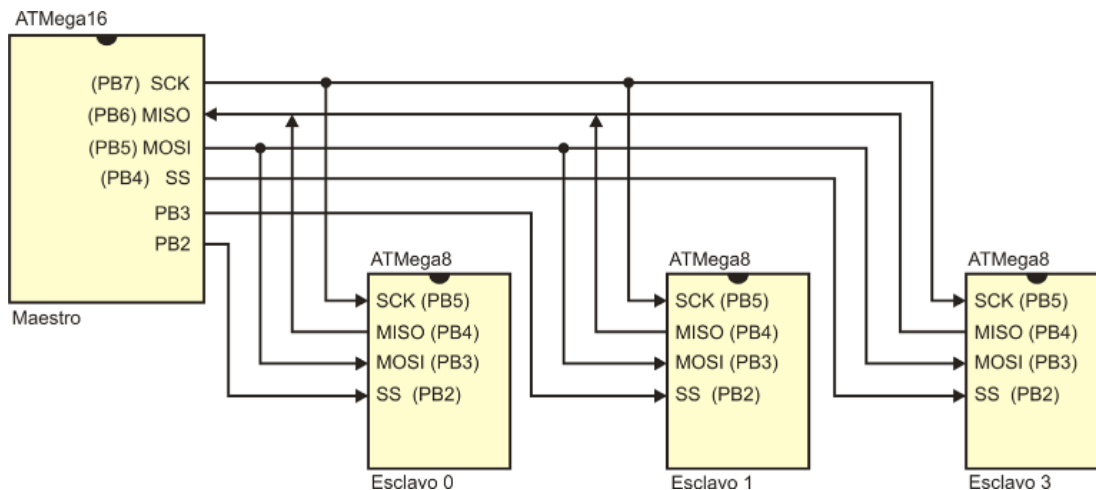 ATMega16
(PB7) SCK
(PB6) MISO
(PB5) MOSI
(PB4) SS
PB3
PB2
Maestro
ATMega8
SCK (PB5)
MISO (PB4)
MOSI (PB3)
SS (PB2)
Esclavo 0
ATMega8
SCK (PB5)
MISO (PB4)
MOSI (PB3)
SS (PB2)
Esclavo 1
ATMega8
SCK (PB5)
MISO (PB4)
MOSI (PB3)
SS (PB2)
Esclavo 3